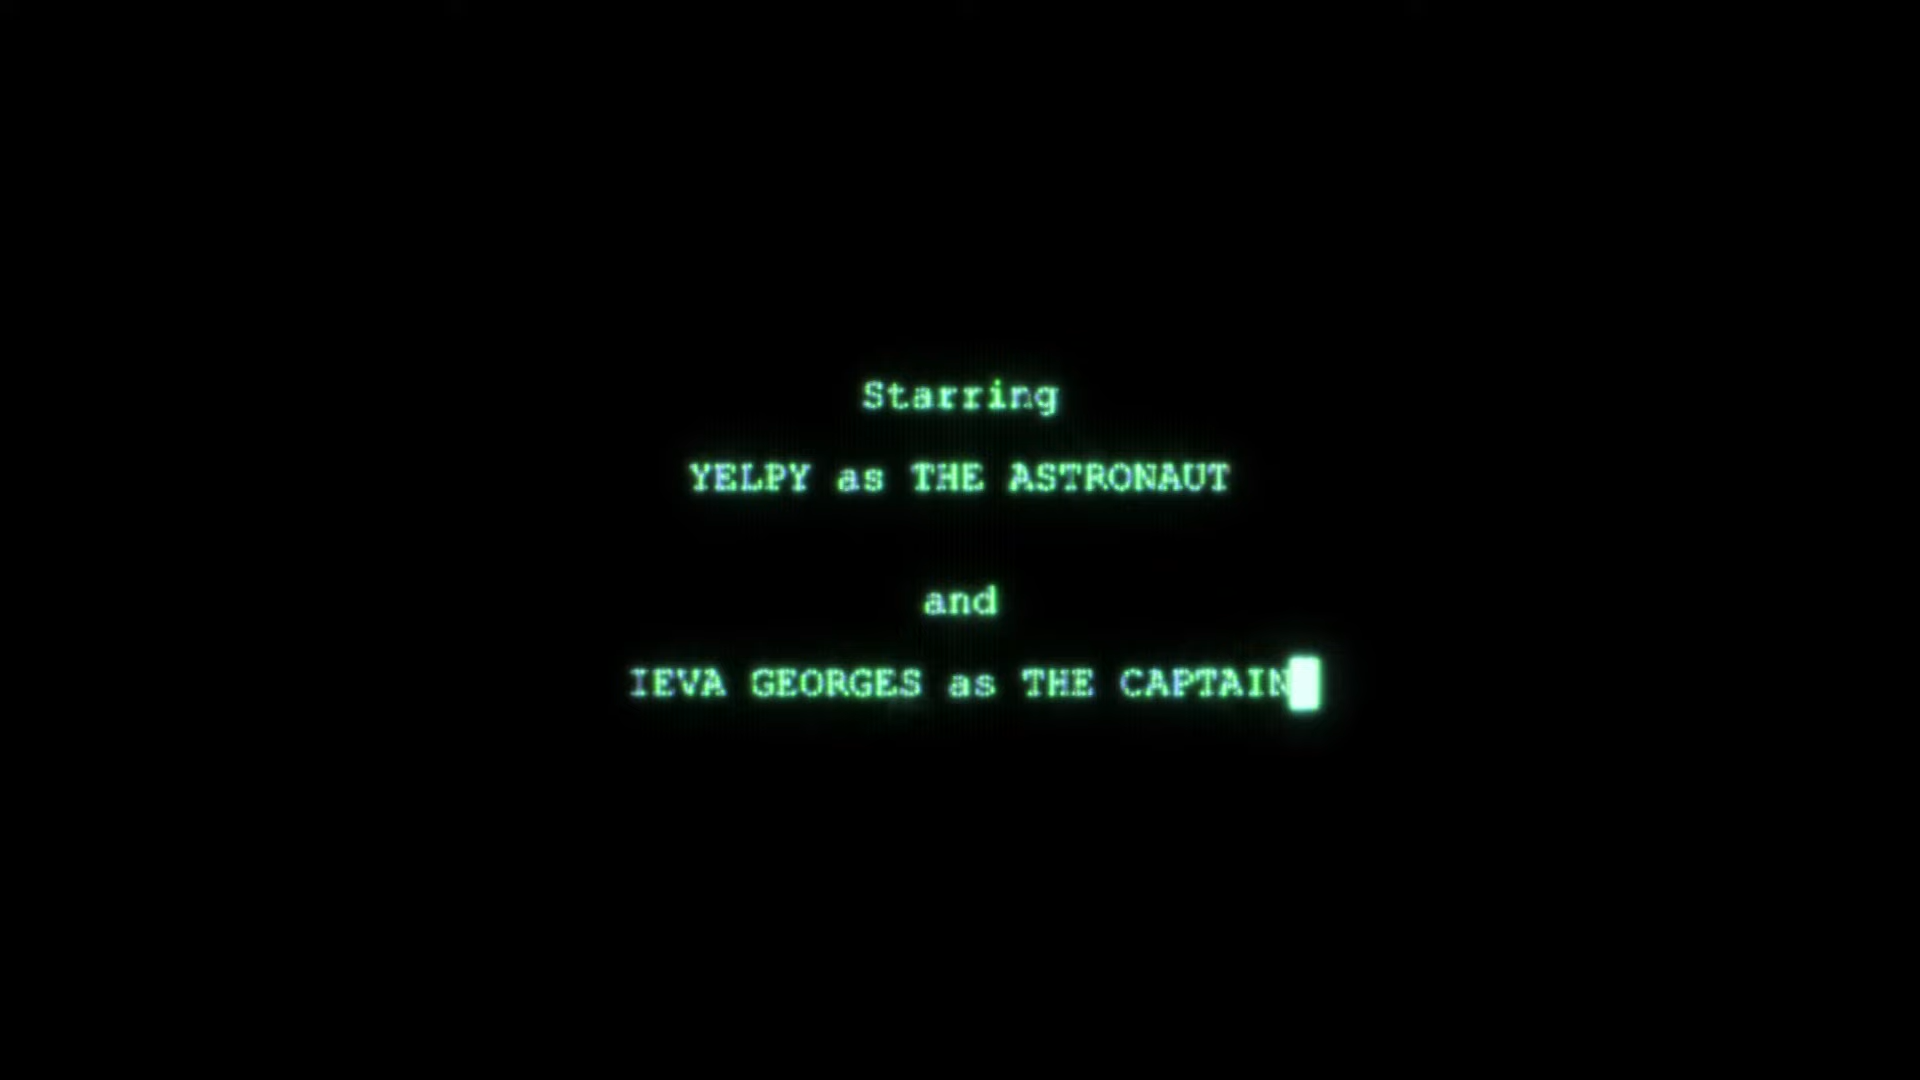 Starring
YELPY as THE ASTRONAUT
and
IEVA GEORGES as THE CAPTAIN